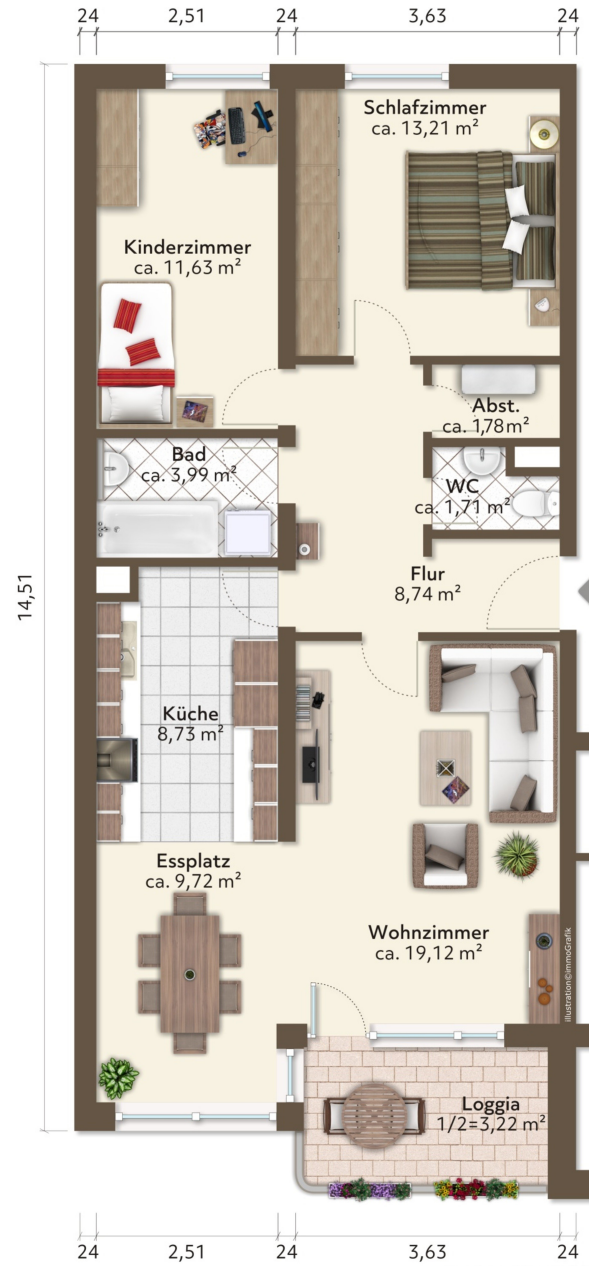 24 2,51 24 3,63 24
Schlafzimmer
ca. 13,21 m²
Kinderzimmer
ca. 11,63 m²
Abst.
ca. 1,78 m²
Bad
ca. 3,99 m²
WC
ca. 1,71 m²
Flur
8,74 m²
14,51
Küche
8,73 m²
Essplatz
ca. 9,72 m²
Wohnzimmer
ca. 19,12 m²
illustration©immoGrafik
Loggia
1/2=3,22 m²
24 2,51 24 3,63 24